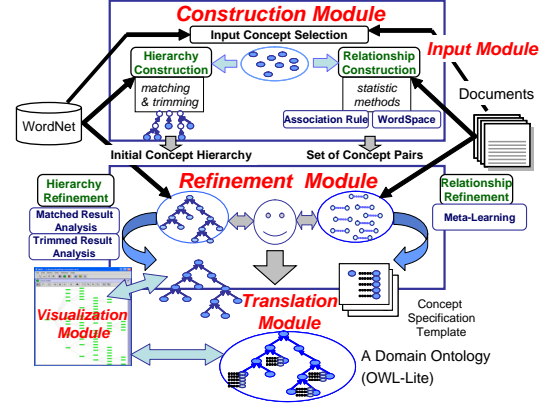 Construction Module
Input Concept Selection
Input Module
Hierarchy
Construction
Relationship
Construction
matching
& trimming
statistic
methods
Documents
WordNet
Association Rule
WordSpace
Initial Concept Hierarchy
Set of Concept Pairs
Refinement Module
Hierarchy
Refinement
Relationship
Refinement
Matched Result
Analysis
Meta-Learning
Trimmed Result
Analysis
Visualization
Module
Translation
Module
Concept
Specification
Template
A Domain Ontology
(OWL-Lite)